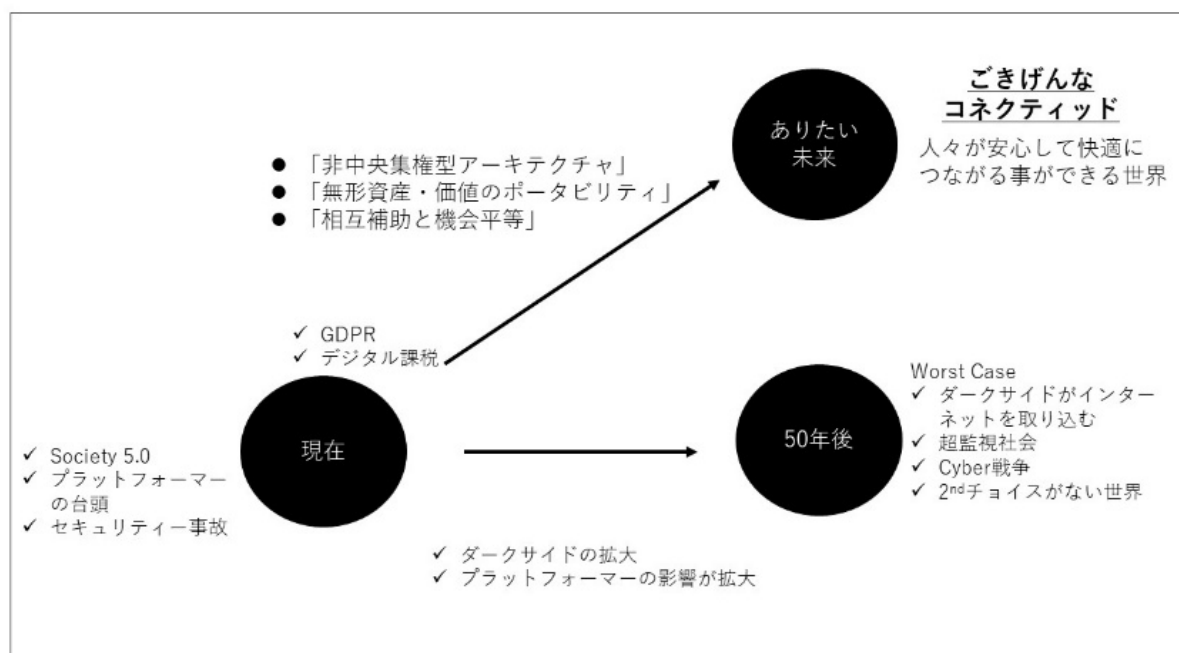 ごきげんな
コネクティッド
人々が安心して快適に
つながる事ができる世界
ありたい
未来
● 「非中央集権型アーキテクチャ」
● 「無形資産・価値のポータビリティ」
● 「相互補助と機会平等」
✓ GDPR
✓ デジタル課税
現在
✓ Society 5.0
✓ プラットフォーマー
の台頭
✓ セキュリティー事故
✓ ダークサイドの拡大
✓ プラットフォーマーの影響が拡大
50年後
Worst Case
✓ ダークサイドがインター
ネットを取り込む
✓ 超監視社会
✓ Cyber戦争
✓ 2ndチョイスがない世界